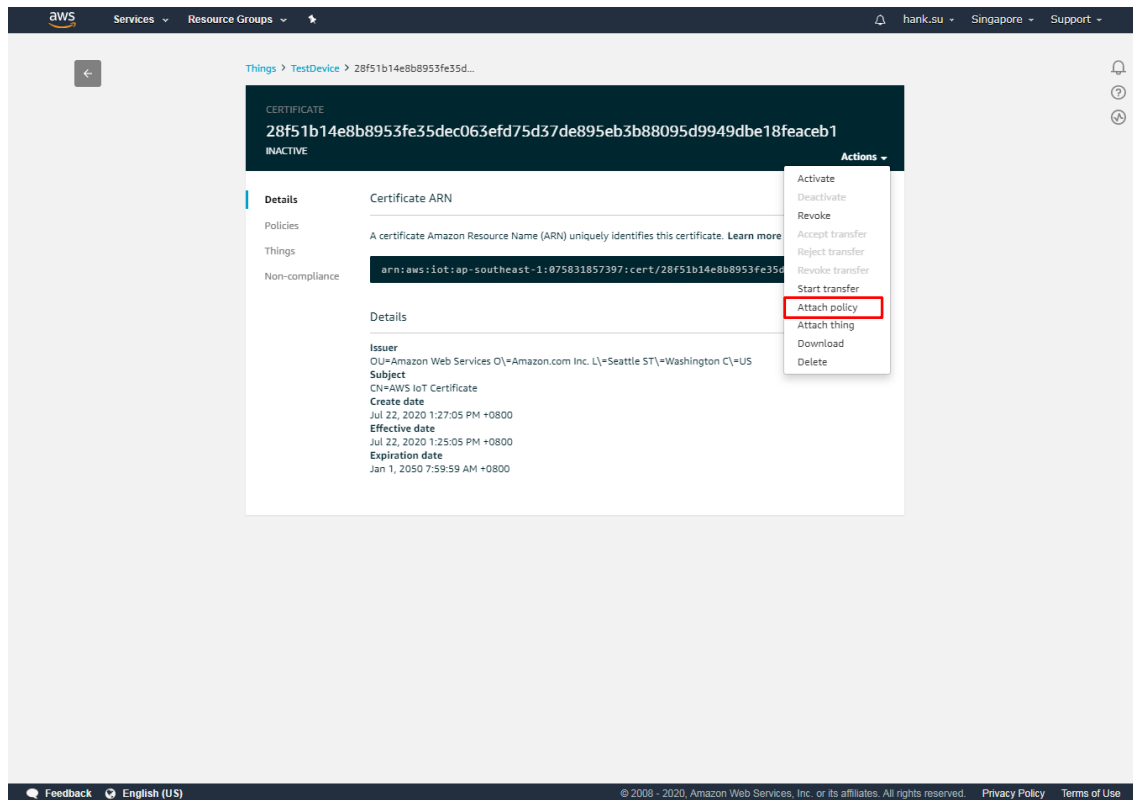 aws Services Resource Groups hank.su Singapore Support
Things > TestDevice > 28f51b14e8b8953fe35d...
CERTIFICATE
28f51b14e8b8953fe35dec063efd75d37de895eb3b88095d9949dbe18feaceb1
INACTIVE
Actions
Activate
Deactivate
Revoke
Accept transfer
Reject transfer
Revoke transfer
Start transfer
Attach policy
Attach thing
Download
Delete
Details
Policies
Things
Non-compliance
Certificate ARN
A certificate Amazon Resource Name (ARN) uniquely identifies this certificate. Learn more
arn:aws:iot:ap-southeast-1:075831857397:cert/28f51b14e8b8953fe35d
Details
Issuer
OU=Amazon Web Services O\=Amazon.com Inc. L\=Seattle ST\=Washington C\=US
Subject
CN=AWS IoT Certificate
Create date
Jul 22, 2020 1:27:05 PM +0800
Effective date
Jul 22, 2020 1:25:05 PM +0800
Expiration date
Jan 1, 2050 7:59:59 AM +0800
Feedback English (US) © 2008 - 2020, Amazon Web Services, Inc. or its affiliates. All rights reserved. Privacy Policy Terms of Use